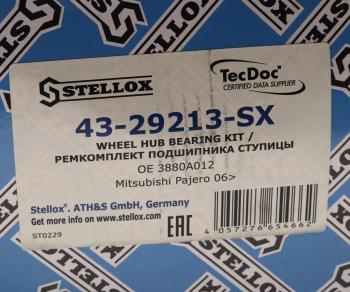 STELLOX
TecDoc
CERTIFIED DATA SUPPLIER
43-29213-SX
WHEEL HUB BEARING KIT /
РЕМКОМПЛЕКТ ПОДШИПНИКА СТУПИЦЫ
OE 3880A012
Mitsubishi Pajero 06>
Stellox®. ATH&S GmbH, Germany
Get more info on www.stellox.com
ST0229
EAC
4 057276 654662